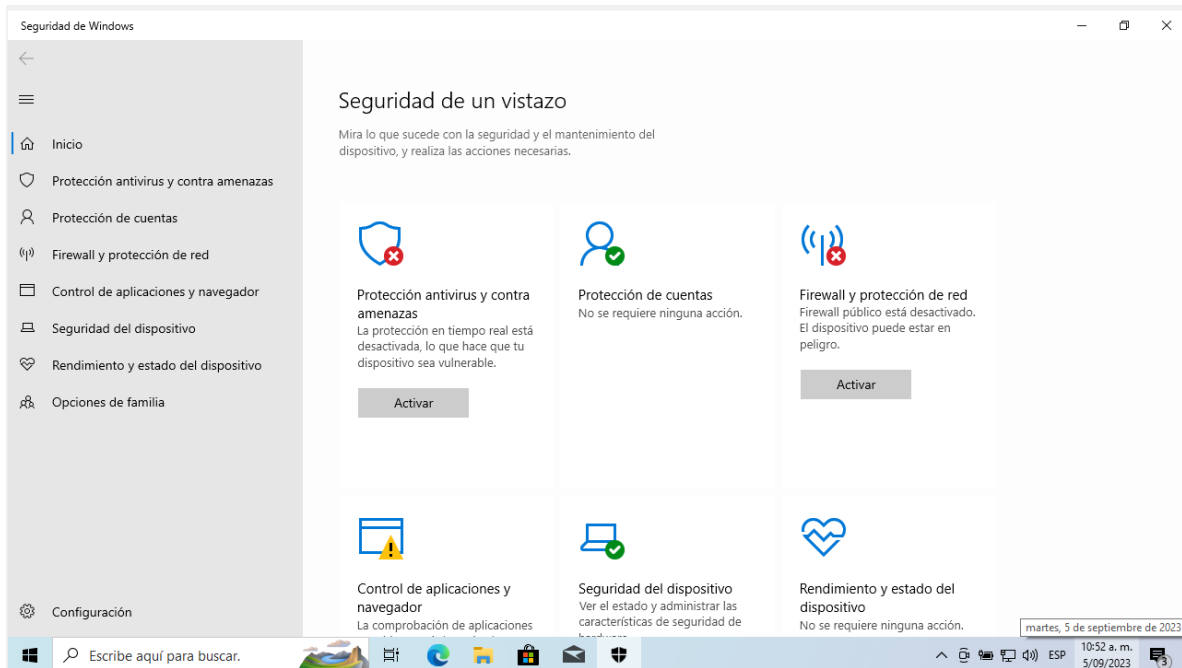 Seguridad de Windows
Inicio
Protección antivirus y contra amenazas
Protección de cuentas
Firewall y protección de red
Control de aplicaciones y navegador
Seguridad del dispositivo
Rendimiento y estado del dispositivo
Opciones de familia
Configuración
Seguridad de un vistazo
Mira lo que sucede con la seguridad y el mantenimiento del
dispositivo, y realiza las acciones necesarias.
Protección antivirus y contra
amenazas
La protección en tiempo real está
desactivada, lo que hace que tu
dispositivo sea vulnerable.
Activar
Protección de cuentas
No se requiere ninguna acción.
Firewall y protección de red
Firewall público está desactivado.
El dispositivo puede estar en
peligro.
Activar
Control de aplicaciones y
navegador
La comprobación de aplicaciones
Seguridad del dispositivo
Ver el estado y administrar las
características de seguridad de
Rendimiento y estado del
dispositivo
No se requiere ninguna acción.
martes, 5 de septiembre de 2023
Escribe aquí para buscar.
ESP
10:52 a. m.
5/09/2023
3